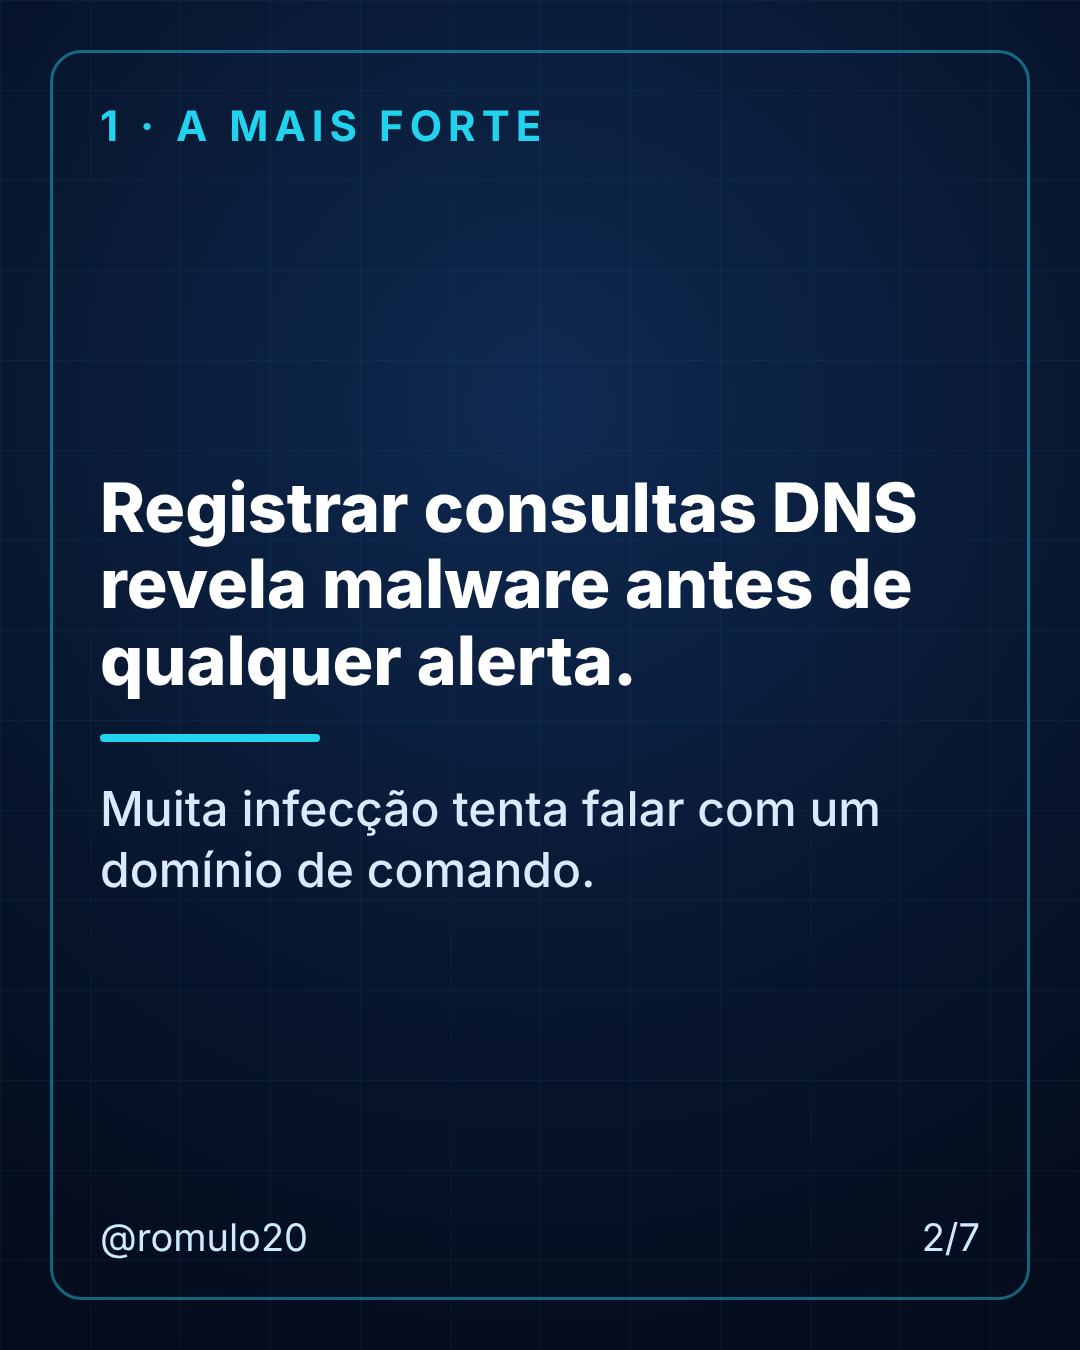 1 · A MAIS FORTE
Registrar consultas DNS
revela malware antes de
qualquer alerta.
Muita infecção tenta falar com um
domínio de comando.
@romulo20
2/7